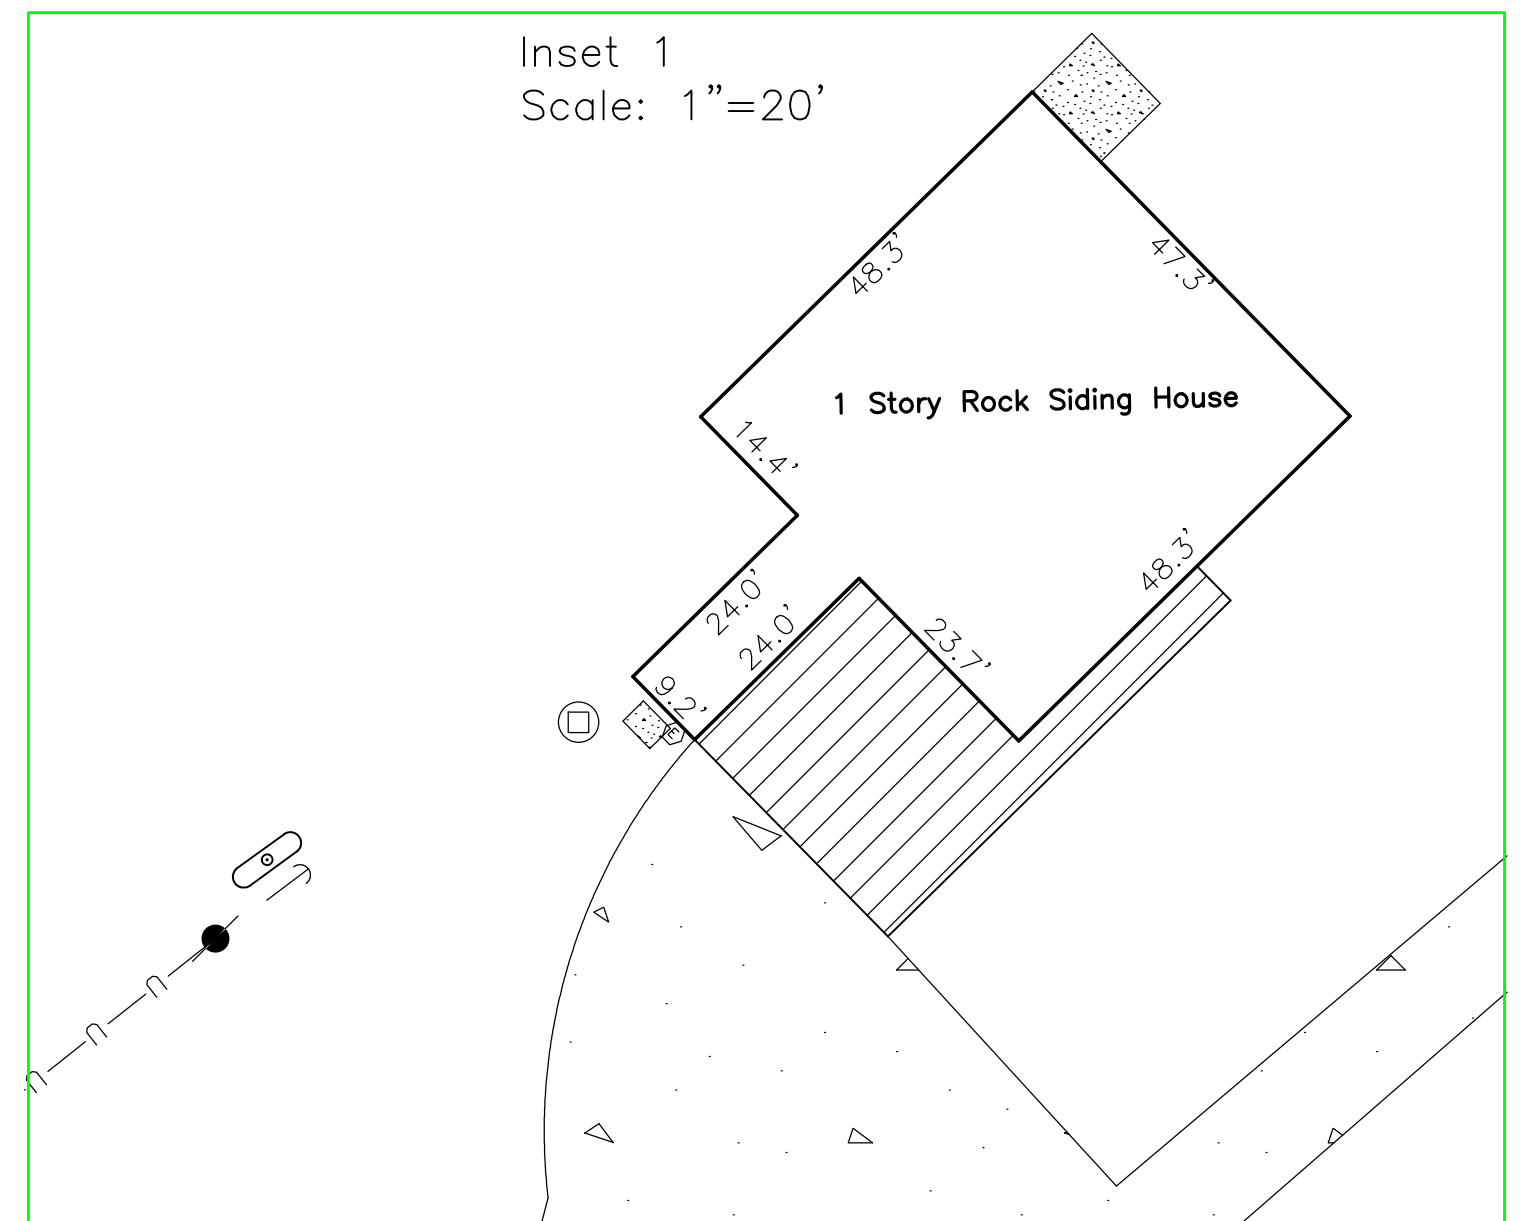 Inset 1
Scale: 1"=20'
48.3'
47.3'
1 Story Rock Siding House
14.4'
48.3'
24.0'
24.0'
23.7'
9.2'
E